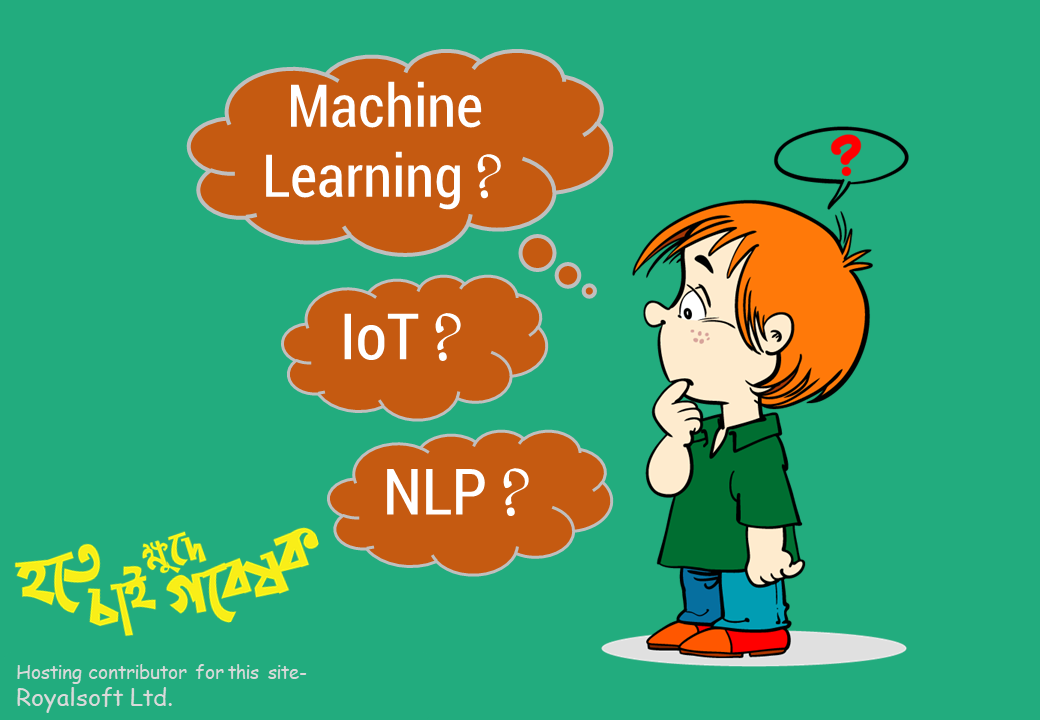 Machine
Learning ?
?
IoT ?
NLP ?
হতে চাই ক্ষুদে গবেষক
Hosting contributor for this site-
Royalsoft Ltd.